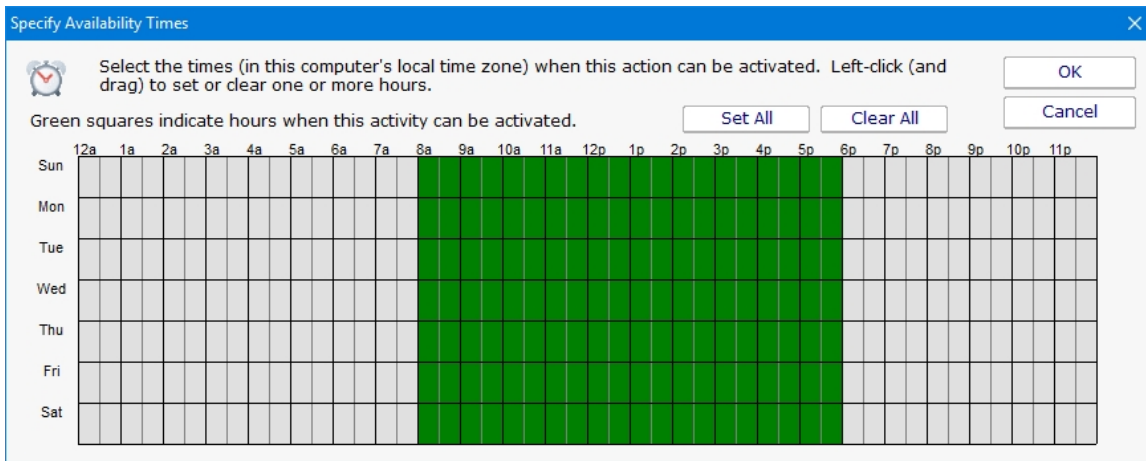 Specify Availability Times
Select the times (in this computer's local time zone) when this action can be activated.  Left-click (and
drag) to set or clear one or more hours.
OK
Green squares indicate hours when this activity can be activated.
Set All
Clear All
Cancel
12a 1a 2a 3a 4a 5a 6a 7a 8a 9a 10a 11a 12p 1p 2p 3p 4p 5p 6p 7p 8p 9p 10p 11p
Sun
Mon
Tue
Wed
Thu
Fri
Sat